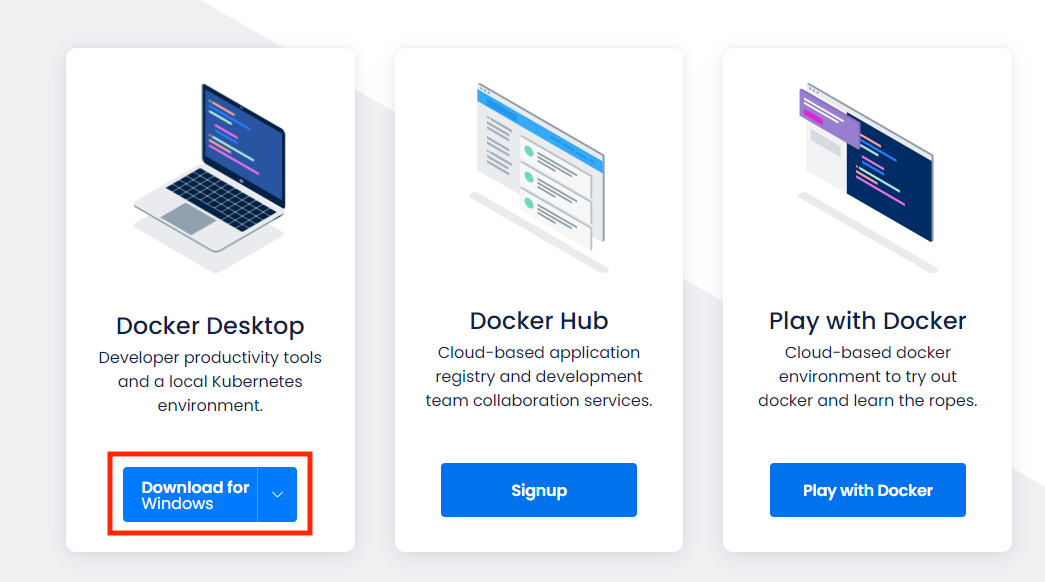 Docker Desktop
Developer productivity tools
and a local Kubernetes
environment.
Download for
Windows
Docker Hub
Cloud-based application
registry and development
team collaboration services.
Signup
Play with Docker
Cloud-based docker
environment to try out
docker and learn the ropes.
Play with Docker